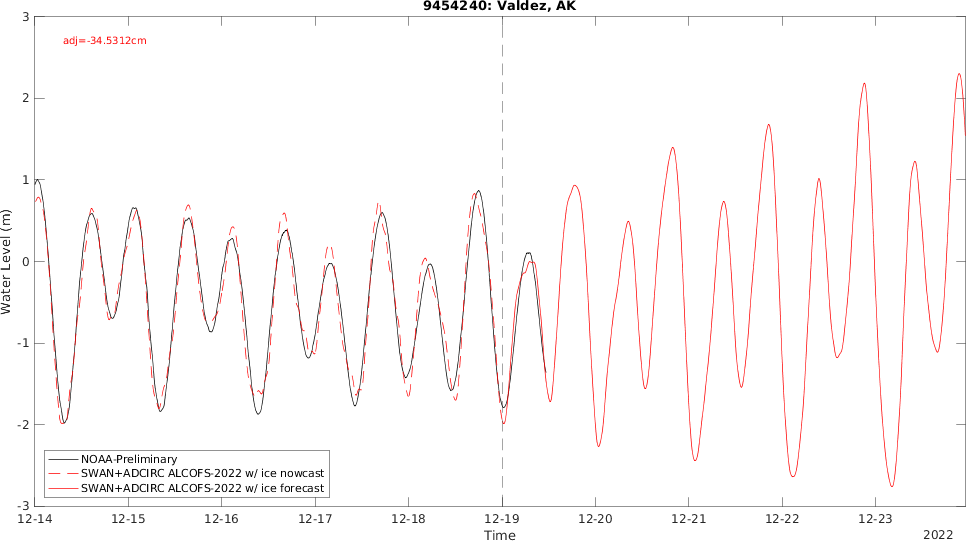 9454240: Valdez, AK
adj=-34.5312cm
3
2
1
0
-1
-2
-3
Water Level (m)
NOAA-Preliminary
SWAN+ADCIRC ALCOFS-2022 w/ ice nowcast
SWAN+ADCIRC ALCOFS-2022 w/ ice forecast
12-14 12-15 12-16 12-17 12-18 12-19 12-20 12-21 12-22 12-23
Time
2022